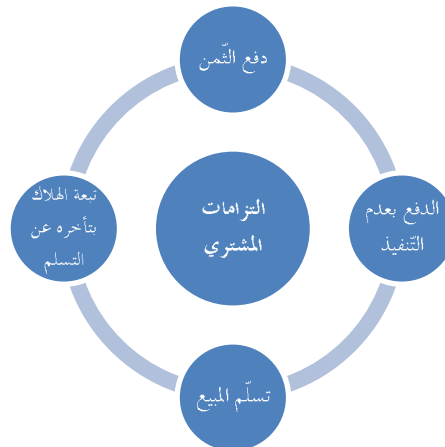 دفع الثّمن
الدفع بعدم
التّنفيذ
التزامات
المشتري
تبعة الهلاك
بتأخره عن
التسلم
تسلّم المبيع